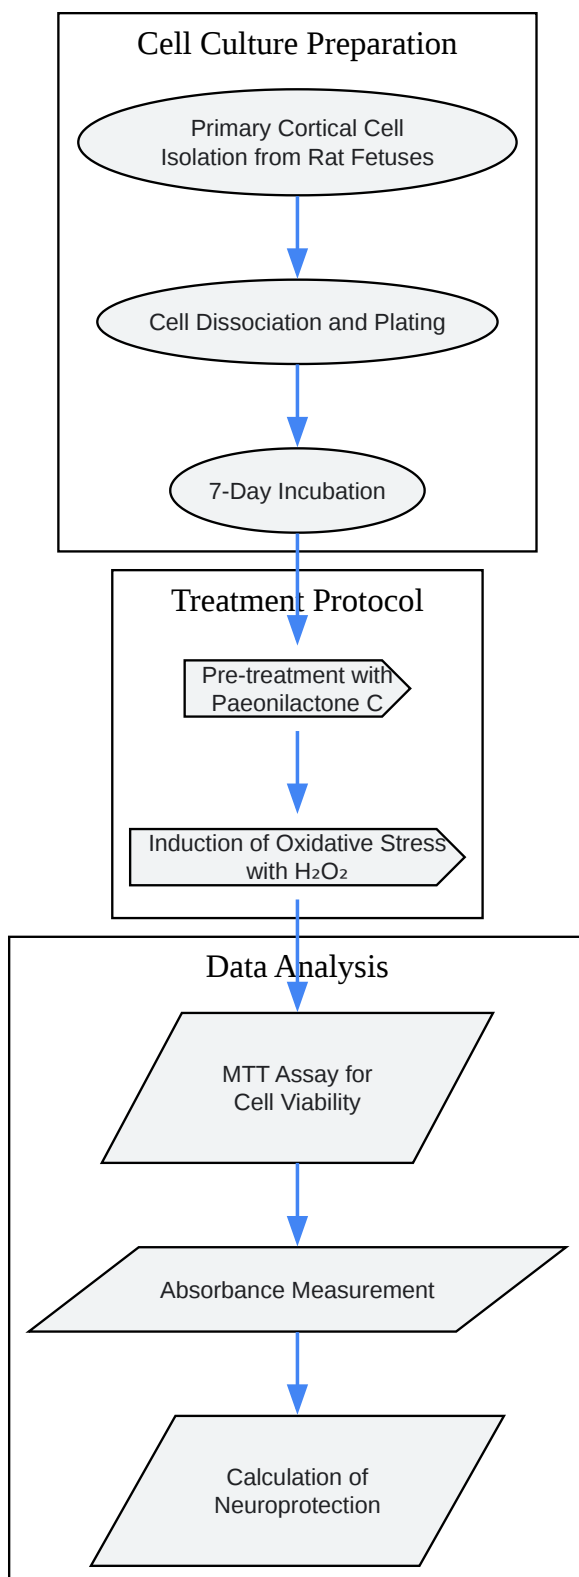 Cell Culture Preparation
Primary Cortical Cell
Isolation from Rat Fetuses
Cell Dissociation and Plating
7-Day Incubation
Treatment Protocol
Pre-treatment with
Paeonilactone C
Induction of Oxidative Stress
with H₂O₂
Data Analysis
MTT Assay for
Cell Viability
Absorbance Measurement
Calculation of
Neuroprotection